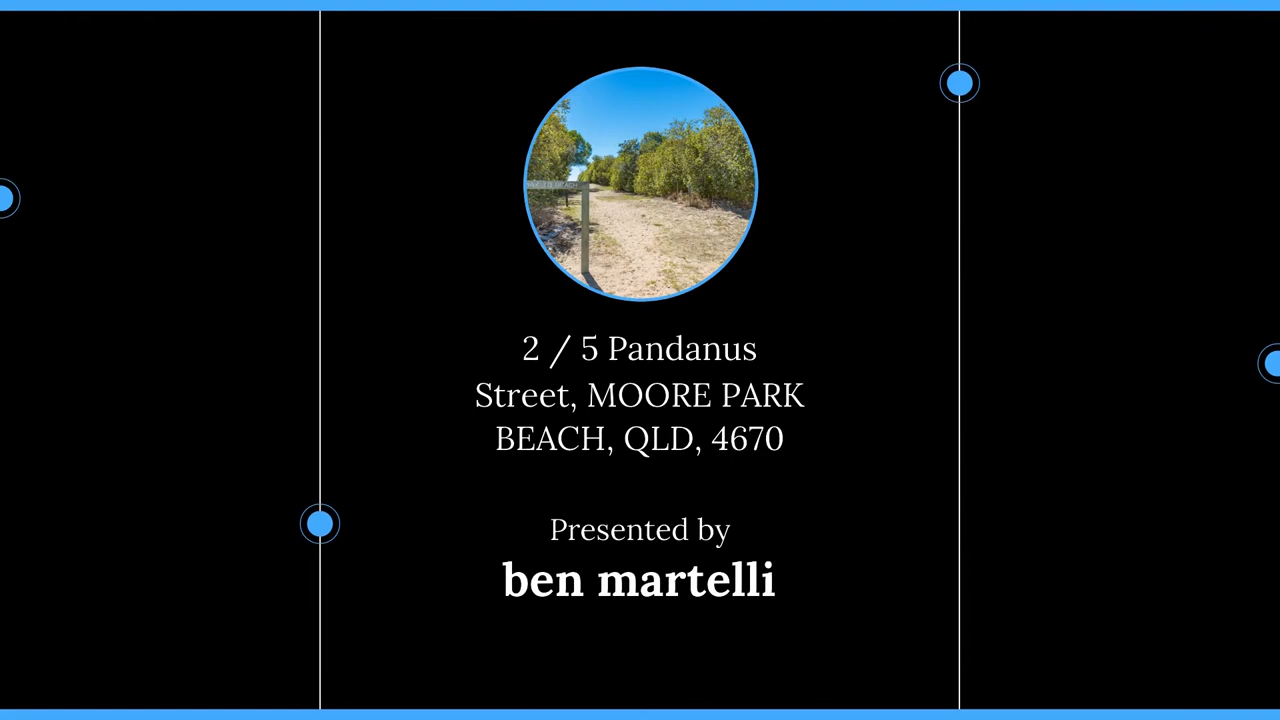 2 / 5 Pandanus
Street, MOORE PARK
BEACH, QLD, 4670
Presented by
ben martelli